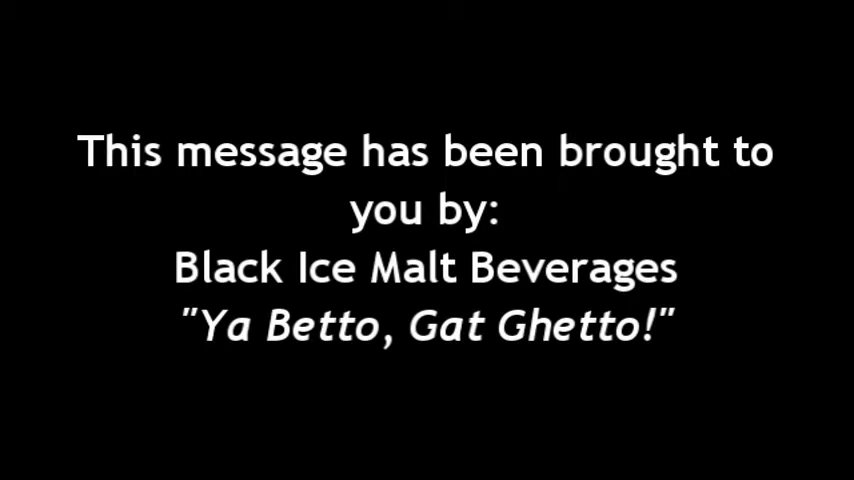 This message has been brought to
you by:
Black Ice Malt Beverages
"Ya Betto, Gat Ghetto!"